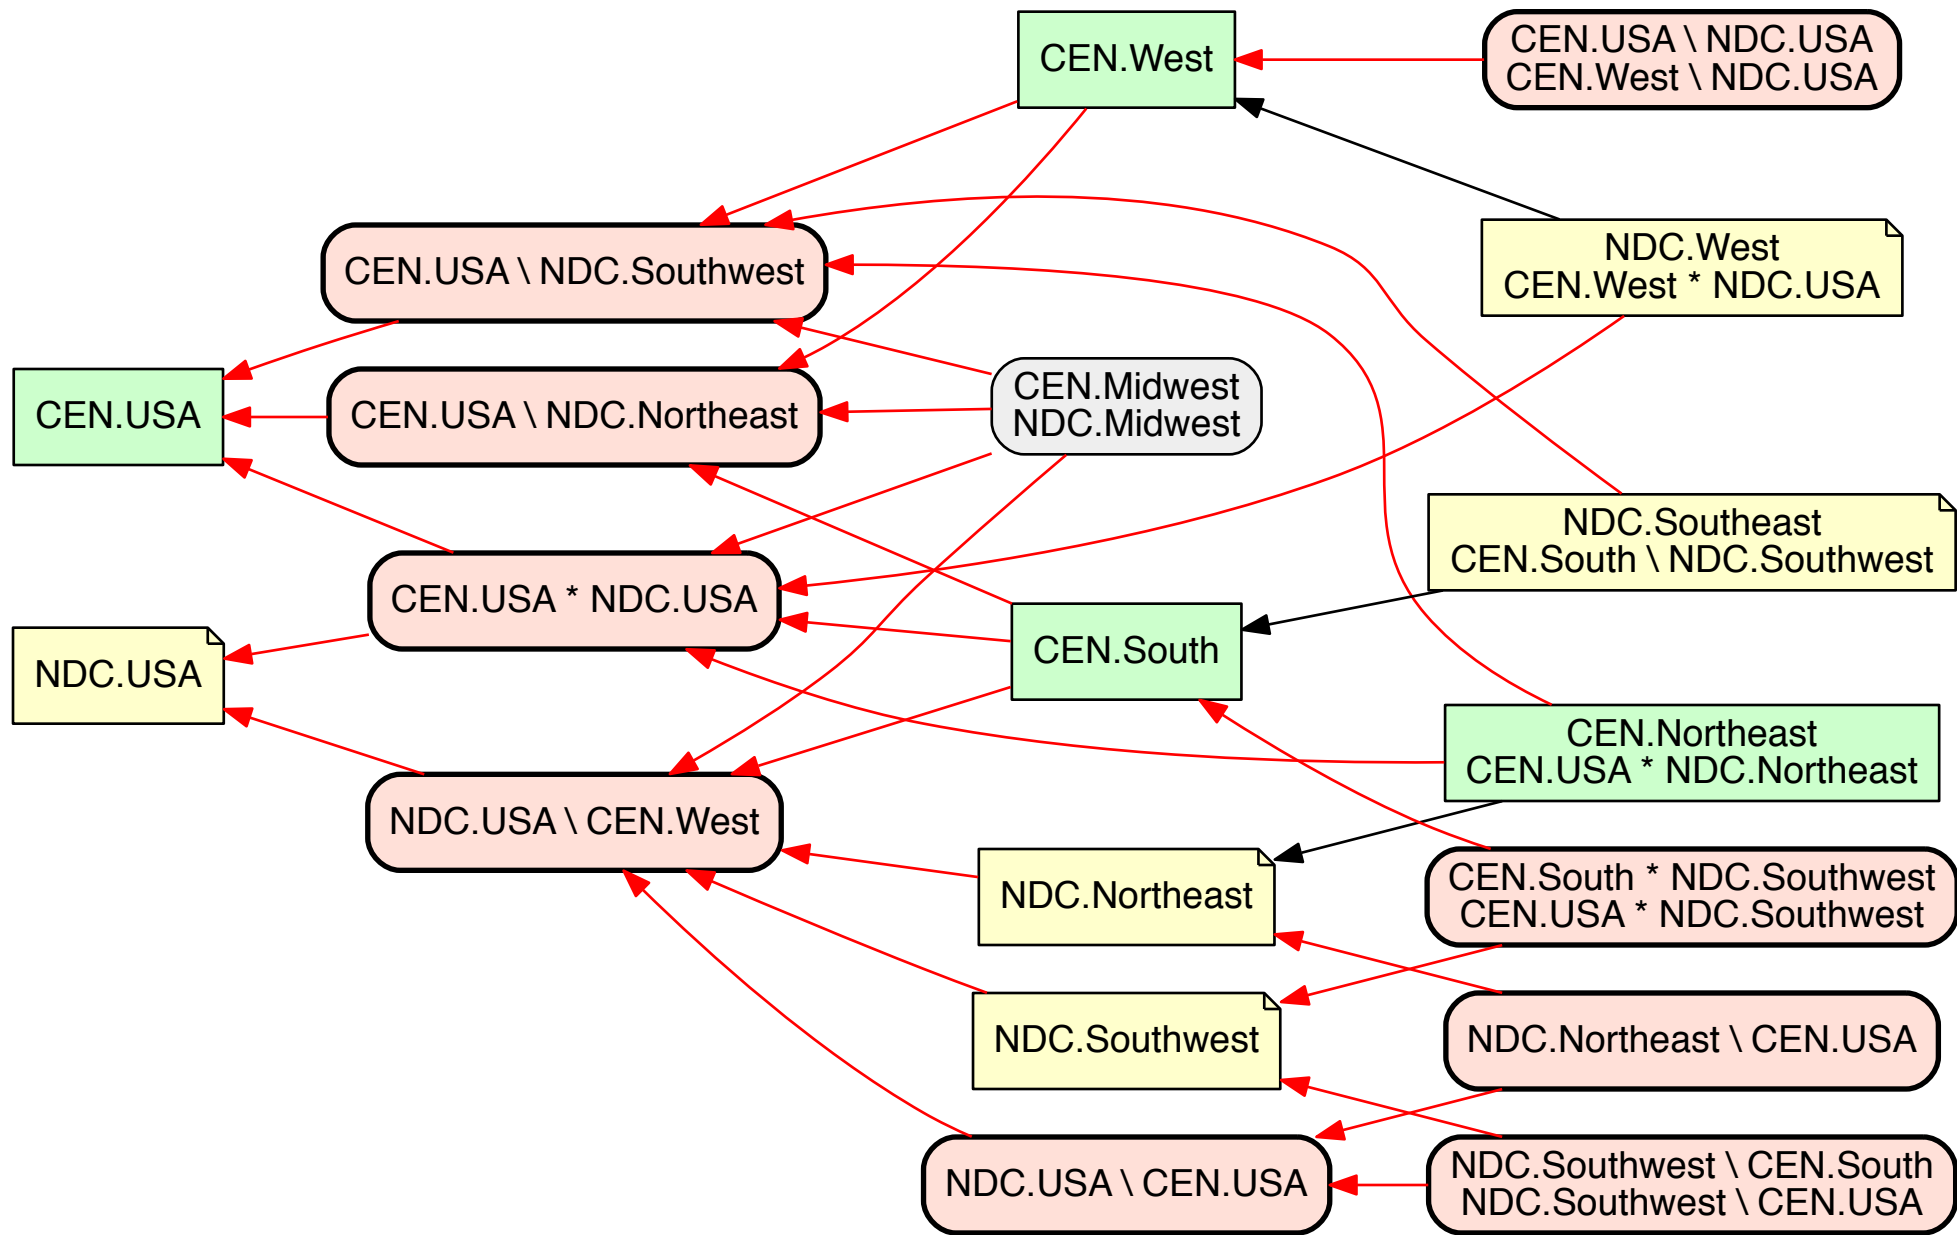 CEN.West
CEN.USA \ NDC.USA
CEN.West \ NDC.USA
CEN.USA \ NDC.Southwest
NDC.West
CEN.West * NDC.USA
CEN.USA
CEN.USA \ NDC.Northeast
CEN.Midwest
NDC.Midwest
NDC.Southeast
CEN.South \ NDC.Southwest
CEN.USA * NDC.USA
NDC.USA
CEN.South
CEN.Northeast
CEN.USA * NDC.Northeast
NDC.USA \ CEN.West
NDC.Northeast
CEN.South * NDC.Southwest
CEN.USA * NDC.Southwest
NDC.Southwest
NDC.Northeast \ CEN.USA
NDC.USA \ CEN.USA
NDC.Southwest \ CEN.South
NDC.Southwest \ CEN.USA